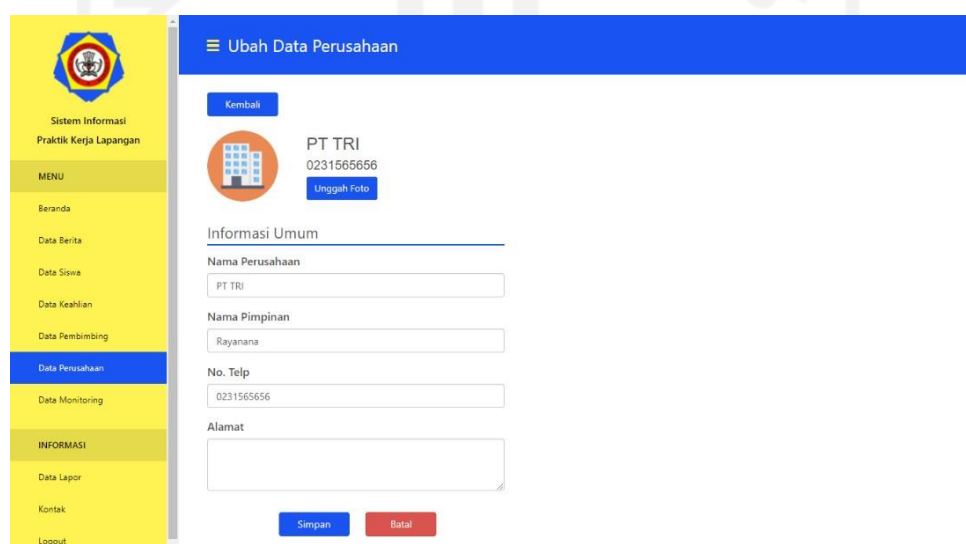 Sistem Informasi
Praktik Kerja Lapangan
MENU
Beranda
Data Berita
Data Siswa
Data Keahlian
Data Pembimbing
Data Perusahaan
Data Monitoring
INFORMASI
Data Lapor
Kontak
Logout
Ubah Data Perusahaan
Kembali
PT TRI
0231565656
Unggah Foto
Informasi Umum
Nama Perusahaan
PT TRI
Nama Pimpinan
Rayanana
No. Telp
0231565656
Alamat
Simpan
Batal